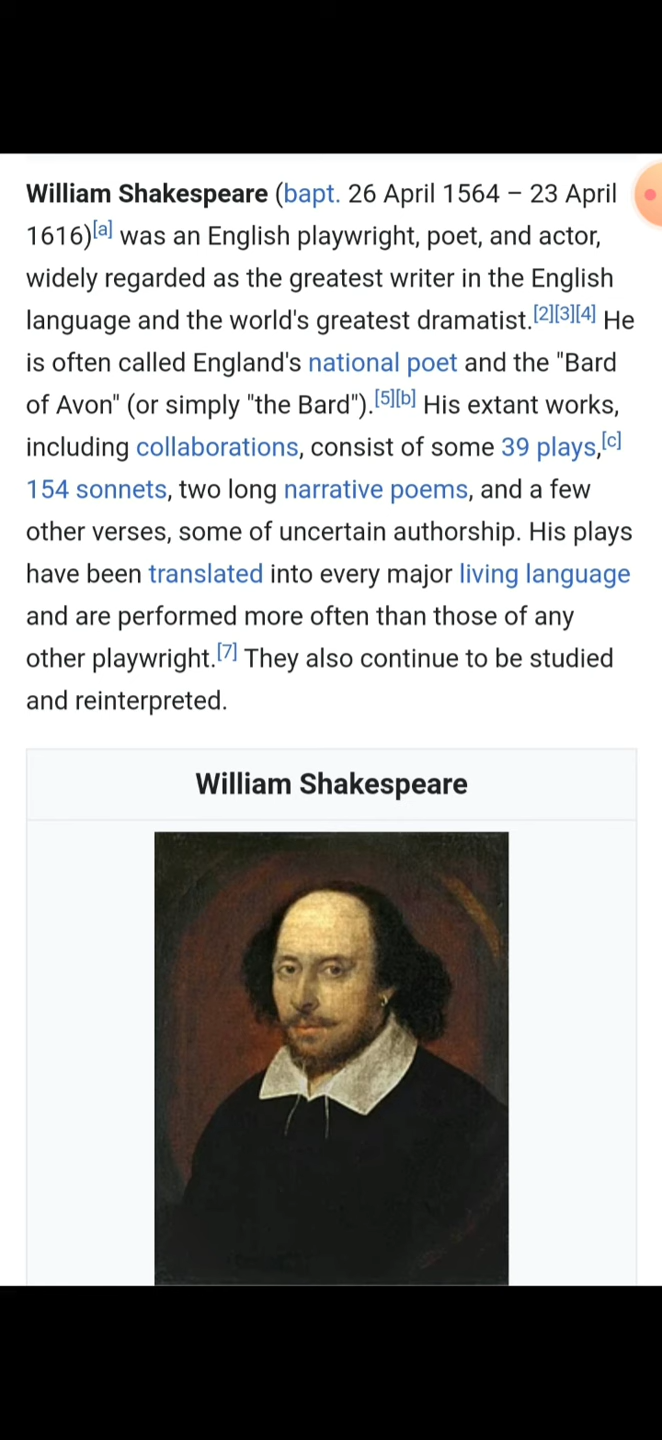 William Shakespeare (bapt. 26 April 1564 – 23 April
1616)[a] was an English playwright, poet, and actor,
widely regarded as the greatest writer in the English
language and the world's greatest dramatist.[2][3][4] He
is often called England's national poet and the "Bard
of Avon" (or simply "the Bard").[5][b] His extant works,
including collaborations, consist of some 39 plays,[c]
154 sonnets, two long narrative poems, and a few
other verses, some of uncertain authorship. His plays
have been translated into every major living language
and are performed more often than those of any
other playwright.[7] They also continue to be studied
and reinterpreted.
William Shakespeare